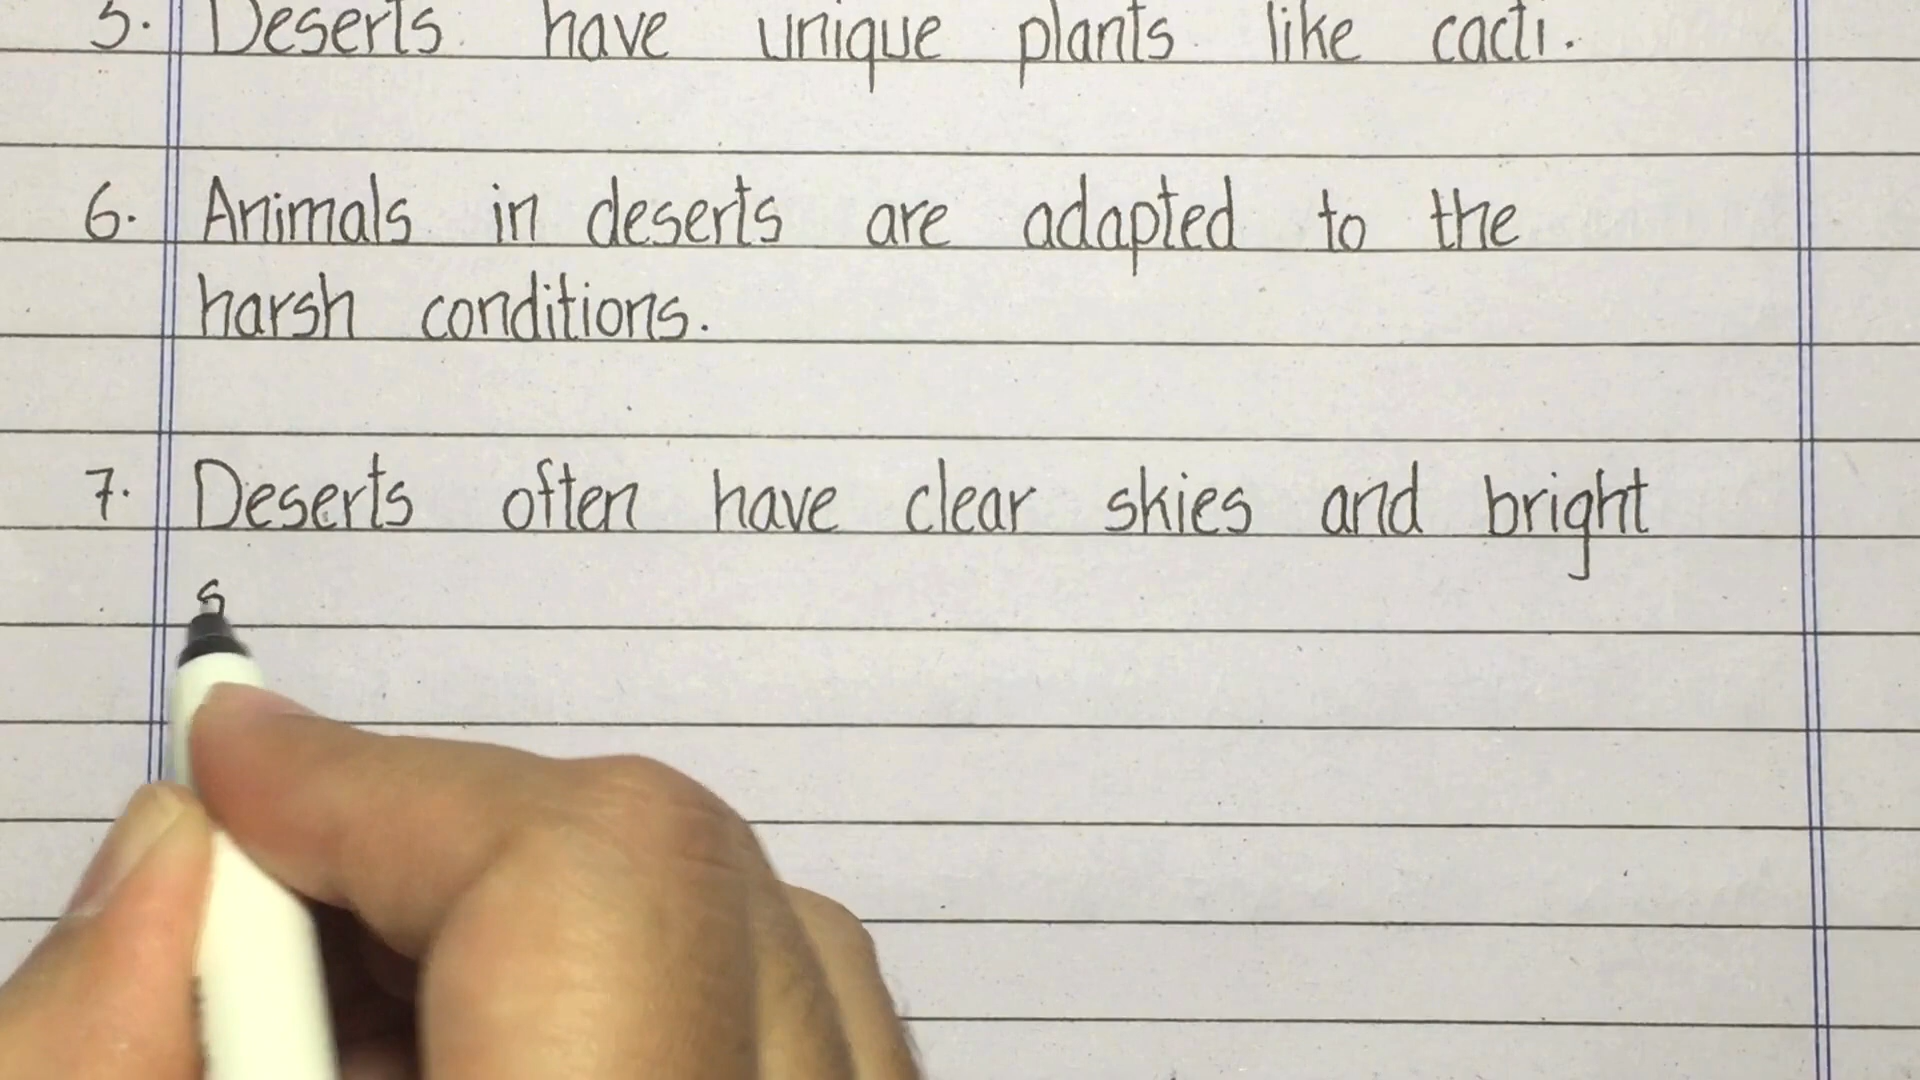 5. Deserts have unique plants like cacti.
6. Animals in deserts are adapted to the
harsh conditions.
7. Deserts often have clear skies and bright
s